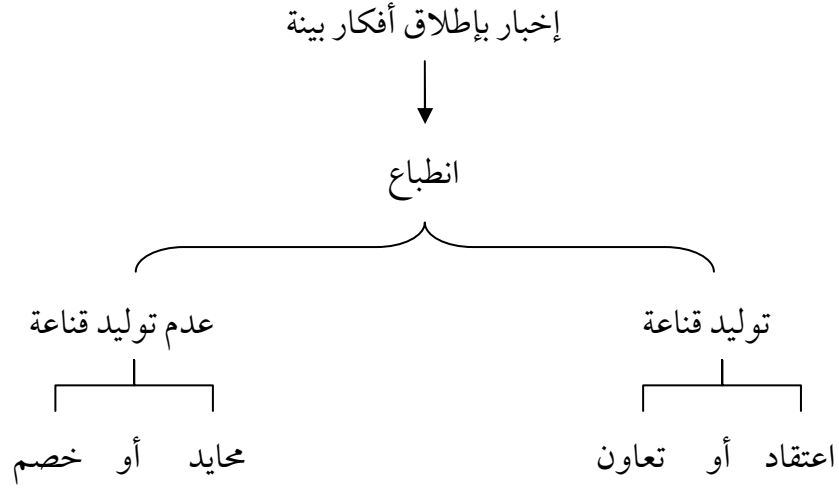 إخبار بإطلاق أفكار بينة
انطباع
توليد قناعة
عدم توليد قناعة
اعتقاد أو تعاون
محايد أو خصم